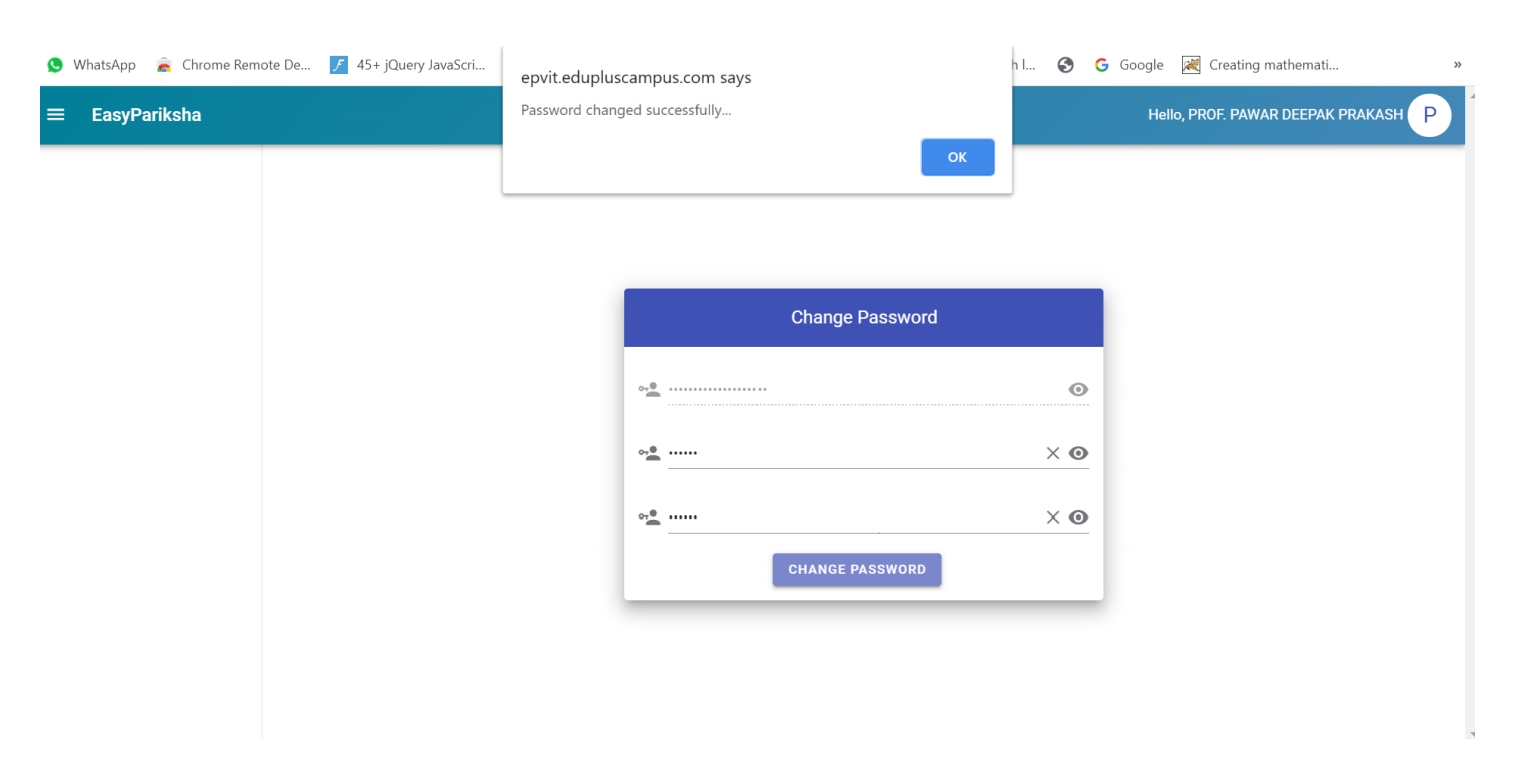 WhatsApp Chrome Remote De... 45+ jQuery JavaScri... h I... Google Creating mathemati... »
epvit.edupluscampus.com says
Password changed successfully...
OK
EasyPariksha
Hello, PROF. PAWAR DEEPAK PRAKASH P
Change Password
CHANGE PASSWORD